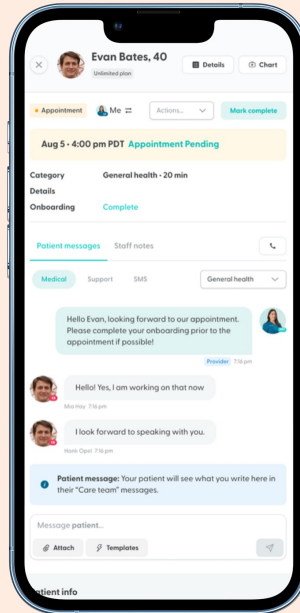 Evan Bates, 40
Unlimited plan
Details
Chart
Appointment
Me
Actions...
Mark complete
Aug 5 · 4:00 pm PDT Appointment Pending
Category General health · 20 min
Details
Onboarding Complete
Patient messages Staff notes
Medical Support SMS General health
Hello Evan, looking forward to our appointment.
Please complete your onboarding prior to the
appointment if possible!
Provider 7:16 pm
Hello! Yes, I am working on that now
Mia Hay 7:16 pm
I look forward to speaking with you.
Hank Opel 7:16 pm
Patient message: Your patient will see what you write here in
their “Care team” messages.
Message patient...
Attach Templates
Patient info